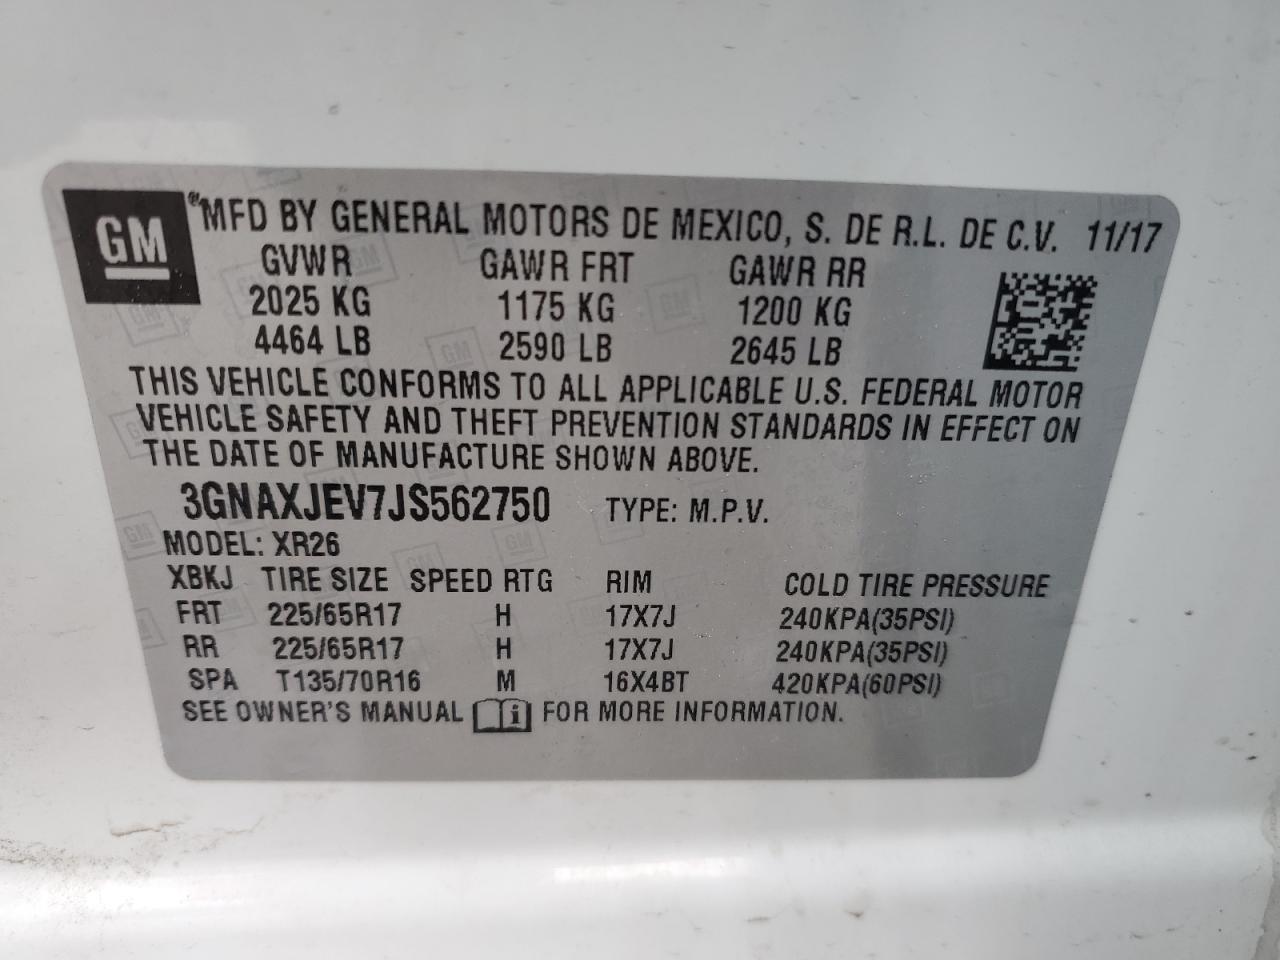 GM MFD BY GENERAL MOTORS DE MEXICO, S. DE R.L. DE C.V. 11/17
GVWR GAWR FRT GAWR RR
2025 KG 1175 KG 1200 KG
4464 LB 2590 LB 2645 LB
THIS VEHICLE CONFORMS TO ALL APPLICABLE U.S. FEDERAL MOTOR
VEHICLE SAFETY AND THEFT PREVENTION STANDARDS IN EFFECT ON
THE DATE OF MANUFACTURE SHOWN ABOVE.
3GNAXJEV7JS562750 TYPE: M.P.V.
MODEL: XR26
XBKJ TIRE SIZE SPEED RTG RIM COLD TIRE PRESSURE
FRT 225/65R17 H 17X7J 240KPA(35PSI)
RR 225/65R17 H 17X7J 240KPA(35PSI)
SPA T135/70R16 M 16X4BT 420KPA(60PSI)
SEE OWNER'S MANUAL i FOR MORE INFORMATION.